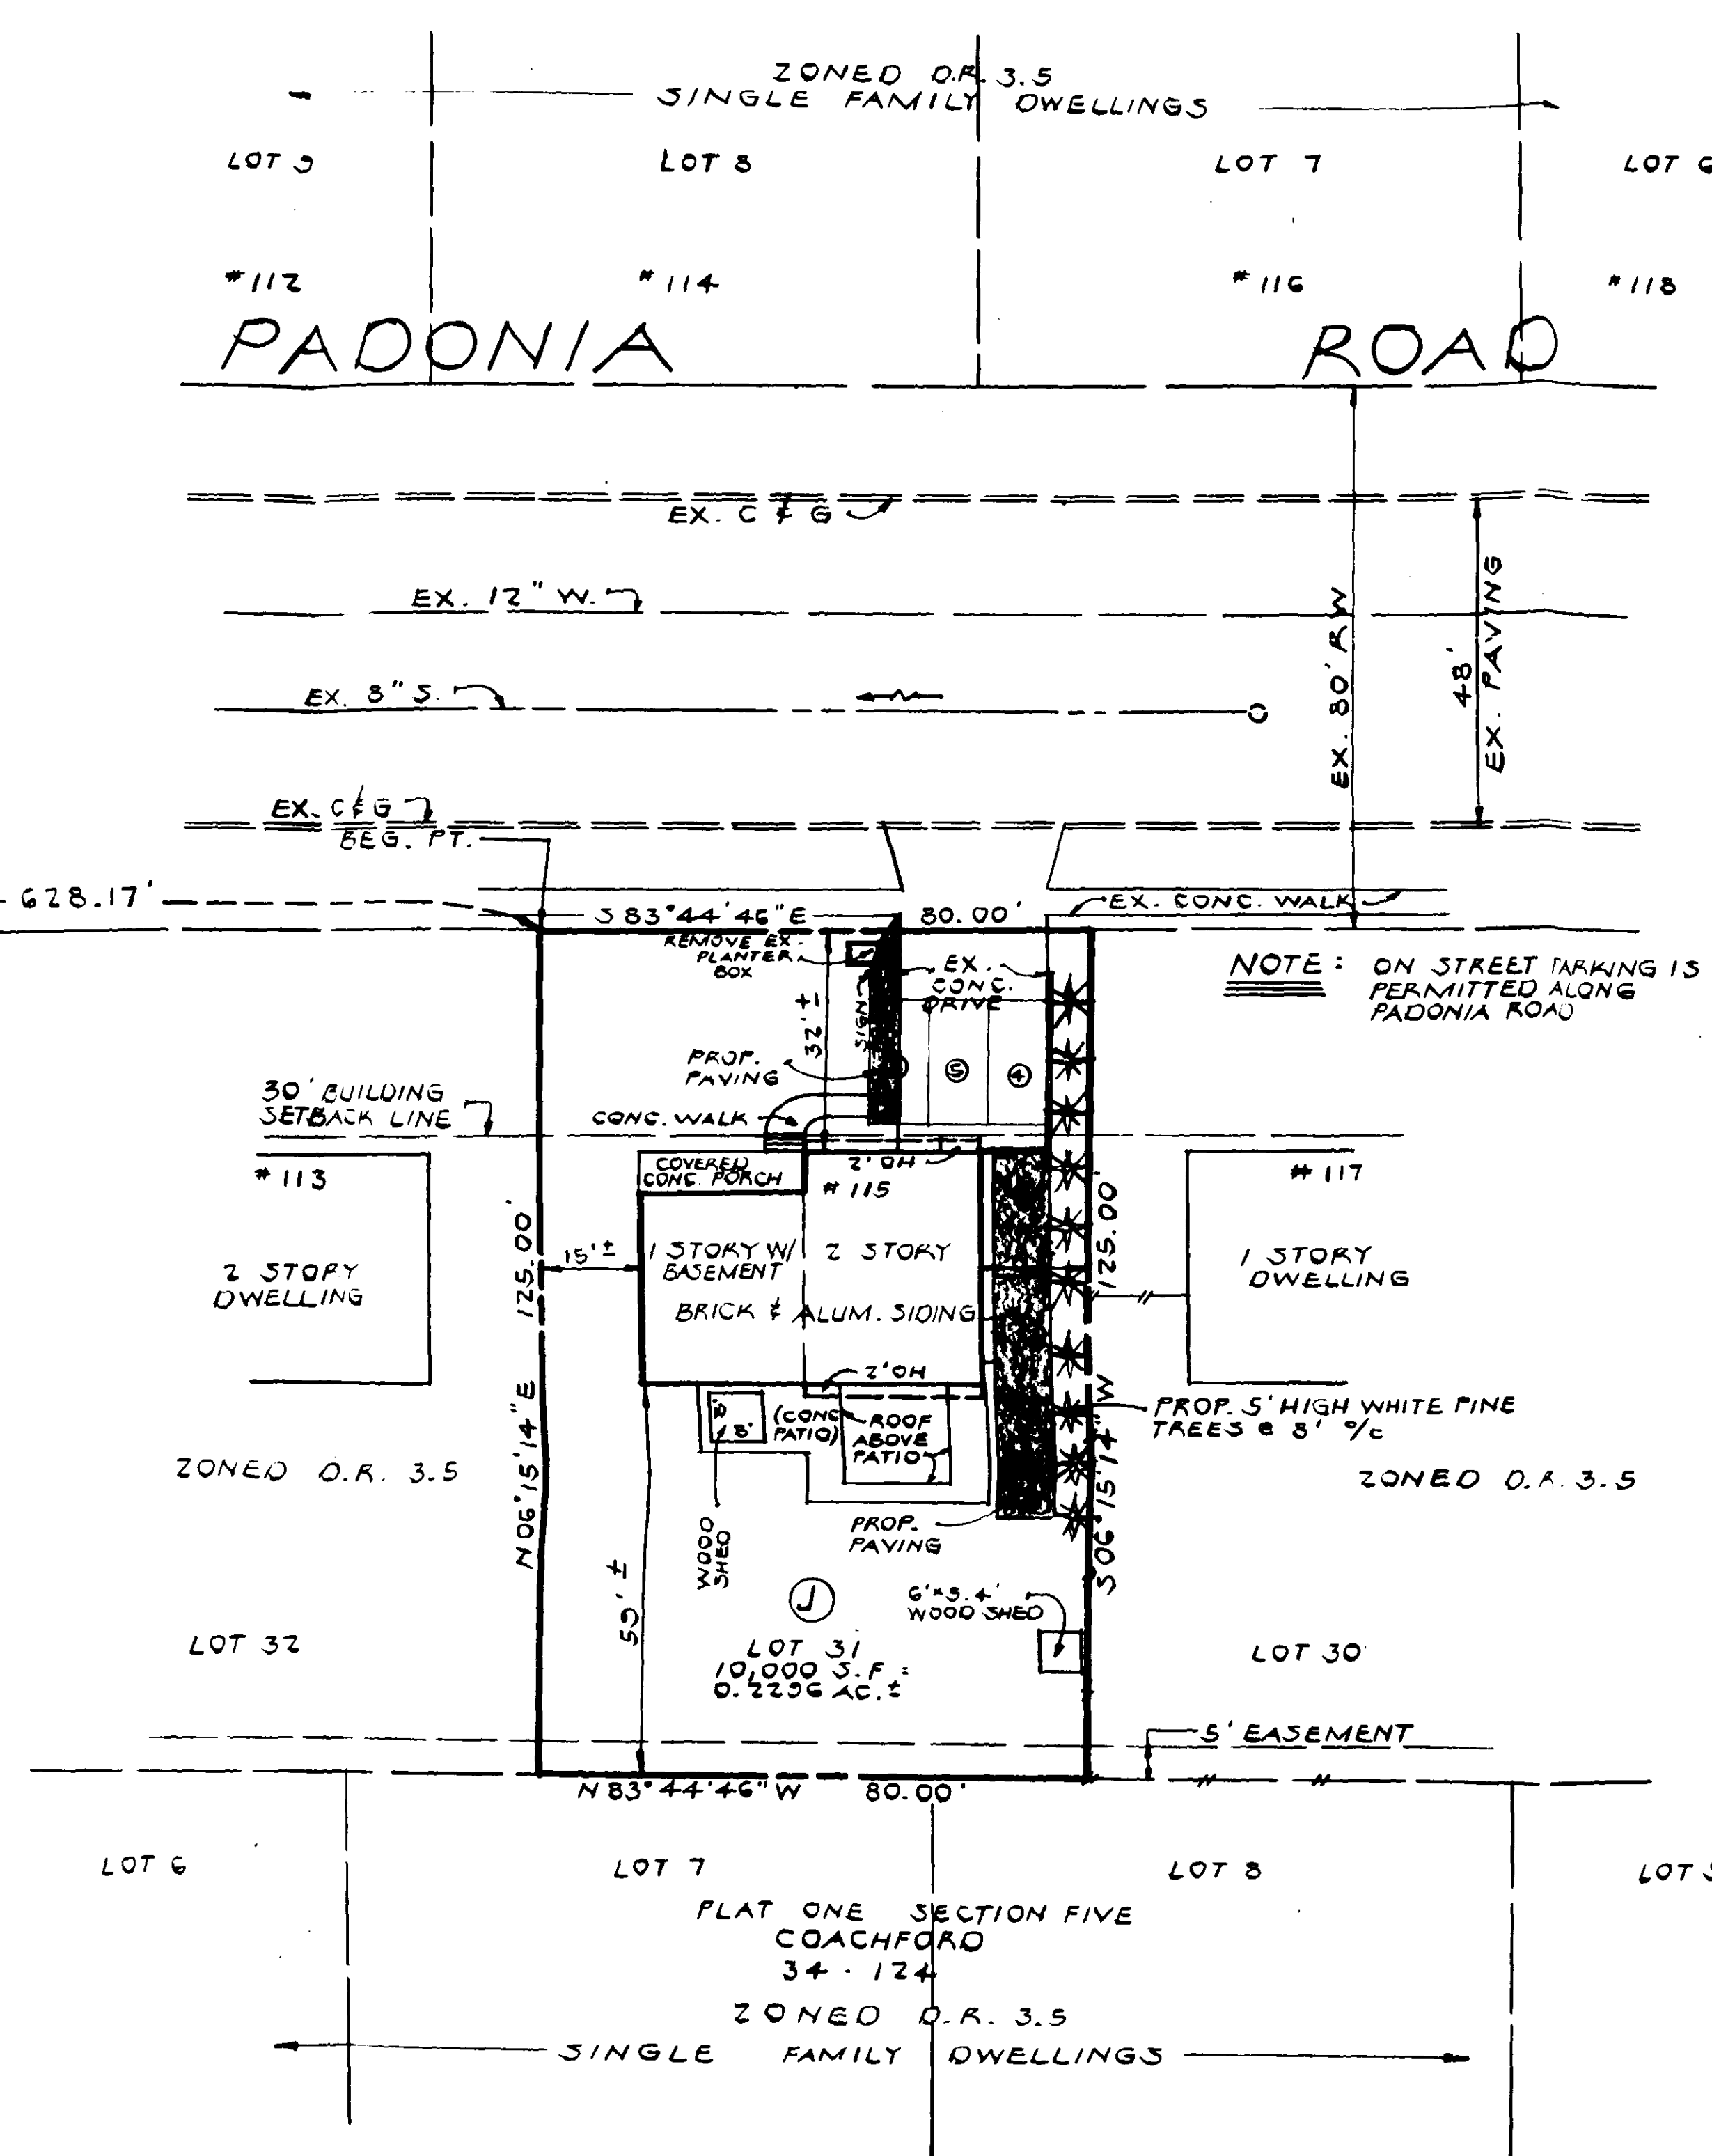 ZONED D.R. 3.5
SINGLE FAMILY DWELLINGS
LOT 9
LOT 8
LOT 7
LOT 6
#112
#114
#116
#118
PADONIA ROAD
EX. C & G
EX. 12" W.
EX. 8" S.
EX. 80' R W
48'
EX. PAVING
EX. C & G
BEG. PT.
628.17'
S 83°44'46" E 80.00'
EX. CONC. WALK
REMOVE EX.
PLANTER
BOX
EX.
CONC.
DRIVE
NOTE: ON STREET PARKING IS
PERMITTED ALONG
PADONIA ROAD
32'±
SIGN
PROP.
PAVING
5
4
30' BUILDING
SETBACK LINE
CONC. WALK
2' OH
COVERED
CONC. PORCH
#113
#115
#117
15'±
1 STORY W/
BASEMENT
2 STORY
BRICK & ALUM. SIDING
2 STORY
DWELLING
1 STORY
DWELLING
N 06°15'14" E 125.00'
S 06°15'14" W 125.00'
2' OH
8'
8'
(CONC
PATIO)
ROOF
ABOVE
PATIO
PROP. 5' HIGH WHITE PINE
TREES @ 8' o/c
ZONED D.R. 3.5
ZONED D.R. 3.5
WOOD
SHED
PROP.
PAVING
59'±
J
6'x5.4'
WOOD SHED
LOT 32
LOT 31
10,000 S.F. =
0.2296 AC.±
LOT 30
5' EASEMENT
N 83°44'46" W 80.00'
LOT 6
LOT 7
LOT 8
LOT
PLAT ONE SECTION FIVE
COACHFORD
34-124
ZONED D.R. 3.5
SINGLE FAMILY DWELLINGS